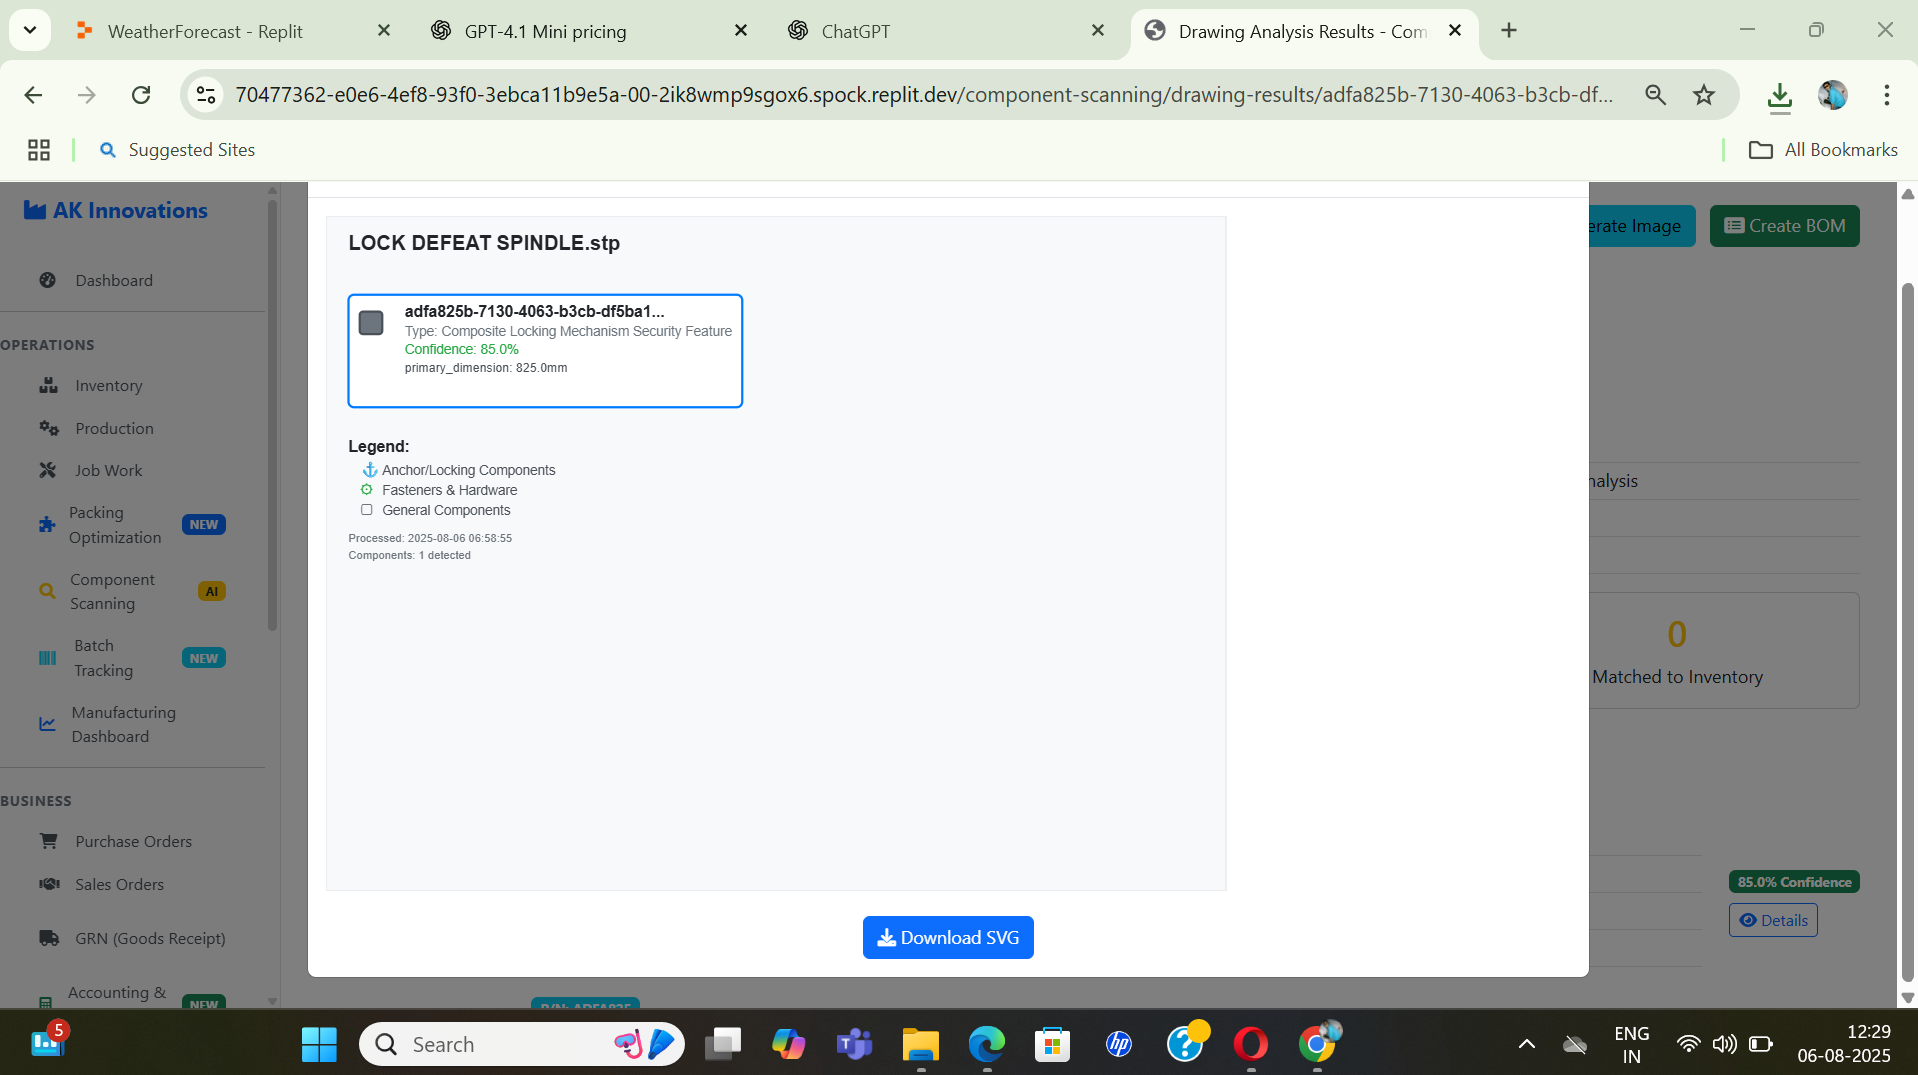 WeatherForecast - Replit
GPT-4.1 Mini pricing
ChatGPT
Drawing Analysis Results - Com
70477362-e0e6-4ef8-93f0-3ebca11b9e5a-00-2ik8wmp9sgox6.spock.replit.dev/component-scanning/drawing-results/adfa825b-7130-4063-b3cb-df...
Suggested Sites
All Bookmarks
AK Innovations
Dashboard
OPERATIONS
Inventory
Production
Job Work
Packing
Optimization
NEW
Component
Scanning
AI
Batch
Tracking
NEW
Manufacturing
Dashboard
BUSINESS
Purchase Orders
Sales Orders
GRN (Goods Receipt)
Accounting &
NEW
LOCK DEFEAT SPINDLE.stp
adfa825b-7130-4063-b3cb-df5ba1...
Type: Composite Locking Mechanism Security Feature
Confidence: 85.0%
primary_dimension: 825.0mm
Legend:
Anchor/Locking Components
Fasteners & Hardware
General Components
Processed: 2025-08-06 06:58:55
Components: 1 detected
Download SVG
erate Image
Create BOM
nalysis
0
Matched to Inventory
85.0% Confidence
Details
5
Search
ENG
IN
12:29
06-08-2025